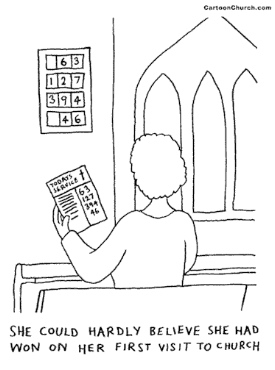 CartoonChurch.com
63
127
394
46
TODAYS
SERVICE
63
127
394
46
SHE COULD HARDLY BELIEVE SHE HAD
WON ON HER FIRST VISIT TO CHURCH